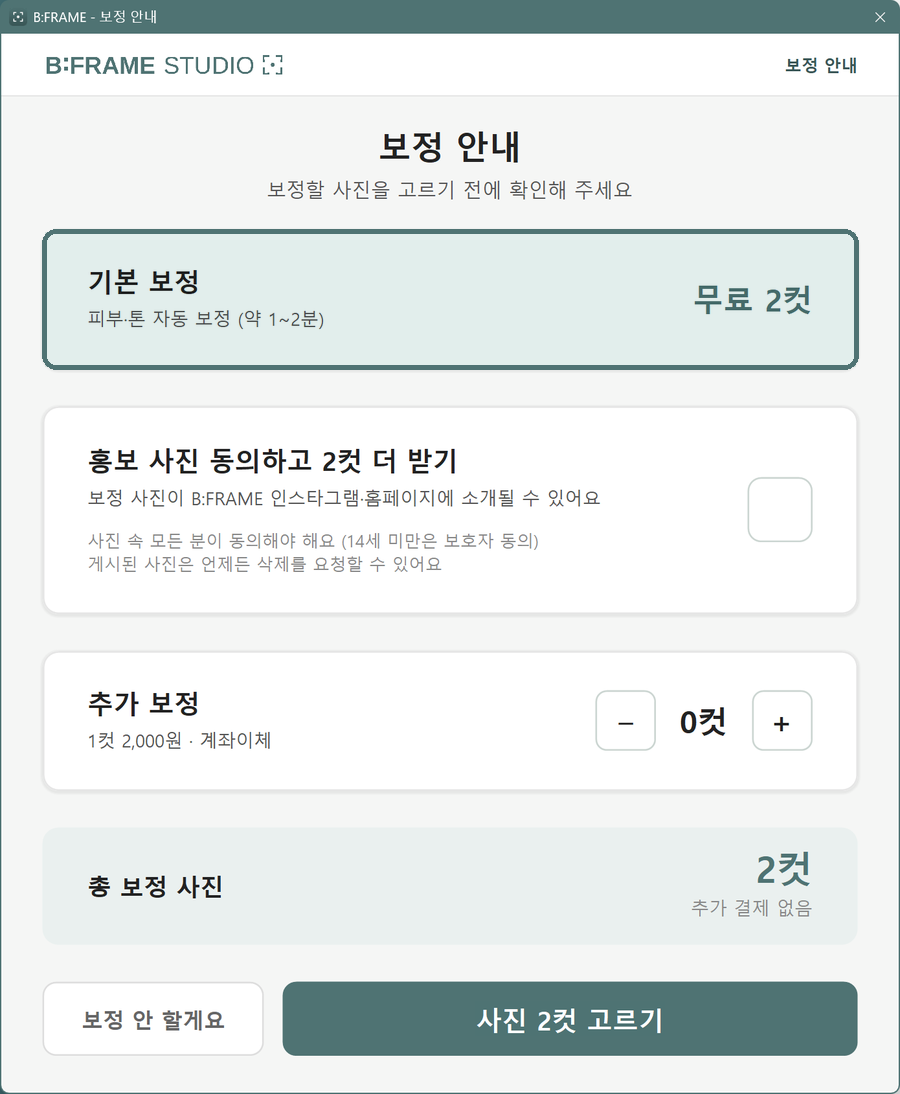 B:FRAME - 보정 안내
B:FRAME STUDIO
보정 안내
보정 안내
보정할 사진을 고르기 전에 확인해 주세요
기본 보정
피부·톤 자동 보정 (약 1~2분)
무료 2컷
홍보 사진 동의하고 2컷 더 받기
보정 사진이 B:FRAME 인스타그램·홈페이지에 소개될 수 있어요
사진 속 모든 분이 동의해야 해요 (14세 미만은 보호자 동의)
게시된 사진은 언제든 삭제를 요청할 수 있어요
추가 보정
1컷 2,000원 · 계좌이체
− 0컷 +
총 보정 사진
2컷
추가 결제 없음
보정 안 할게요
사진 2컷 고르기